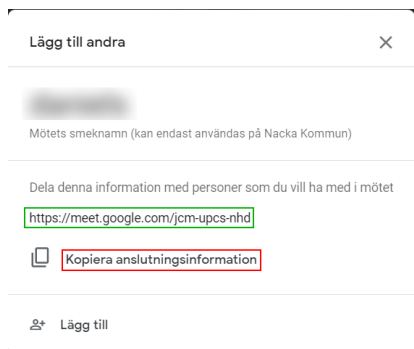 Lägg till andra
Mötets smeknamn (kan endast användas på Nacka Kommun)
Dela denna information med personer som du vill ha med i mötet
https://meet.google.com/jcm-upcs-nhd
Kopiera anslutningsinformation
Lägg till